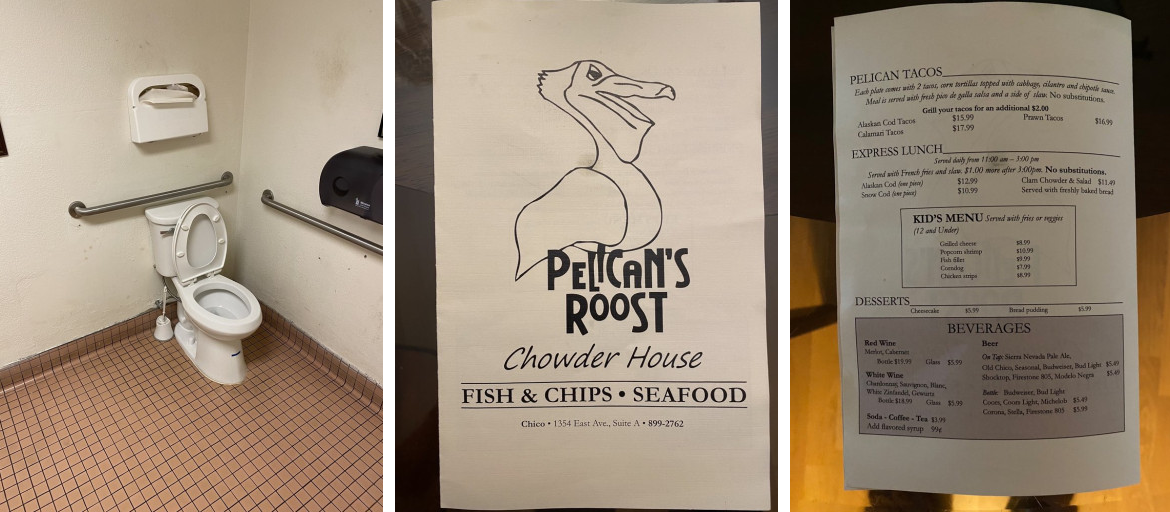 PELICAN'S
ROOST
Chowder House
FISH & CHIPS • SEAFOOD
Chico • 1354 East Ave., Suite A • 899-2762
PELICAN TACOS
Each plate comes with 2 tacos, corn tortillas topped with cabbage, cilantro and chipotle sauce.
Meal is served with fresh pico de galla salsa and a side of slaw. No substitutions.
Grill your tacos for an additional $2.00
Alaskan Cod Tacos $15.99 Prawn Tacos $16.99
Calamari Tacos $17.99
EXPRESS LUNCH
Served daily from 11:00 am – 3:00 pm
Served with French fries and slaw. $1.00 more after 3:00pm. No substitutions.
Alaskan Cod (one piece) $12.99 Clam Chowder & Salad $11.49
Snow Cod (one piece) $10.99 Served with freshly baked bread
KID'S MENU Served with fries or veggies
(12 and Under)
Grilled cheese $8.99
Popcorn shrimp $10.99
Fish fillet $9.99
Corndog $7.99
Chicken strips $8.99
DESSERTS
Cheesecake $5.99 Bread pudding $5.99
BEVERAGES
Red Wine
Merlot, Cabernet
Bottle $19.99 Glass $5.99
White Wine
Chardonnay, Sauvignon, Blanc,
White Zinfandel, Gewurtz
Bottle $18.99 Glass $5.99
Soda - Coffee - Tea $3.99
Add flavored syrup 99¢
Beer
On Tap: Sierra Nevada Pale Ale,
Old Chico, Seasonal, Budweiser, Bud Light $5.49
Shocktop, Firestone 805, Modelo Negra $5.49
Bottle Budweiser, Bud Light
Coors, Coors Light, Michelob $5.49
Corona, Stella, Firestone 805 $5.99